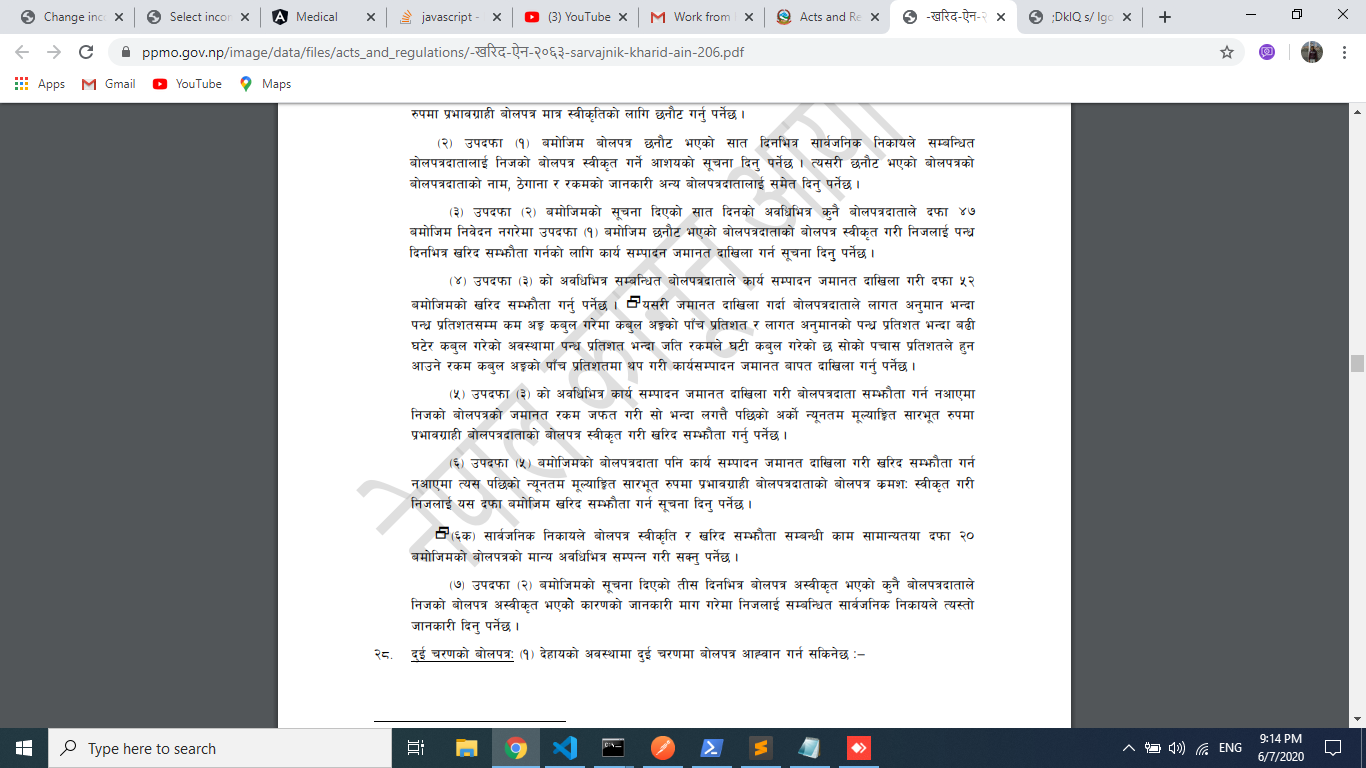 Change inc
Select incor
Medical
javascript -
(3) YouTube
Work from
Acts and Re
-खरिद-ऐन-२
;DklQ s/ Igc
ppmo.gov.np/image/data/files/acts_and_regulations/-खरिद-ऐन-२०६३-sarvajnik-kharid-ain-206.pdf
Apps
Gmail
YouTube
Maps
रुपमा प्रभावग्राही बोलपत्र मात्र स्वीकृतिको लागि छनौट गर्नु पर्नेछ ।
(२) उपदफा (१) बमोजिम बोलपत्र छनौट भएको सात दिनभित्र सार्वजनिक निकायले सम्बन्धित
बोलपत्रदातालाई निजको बोलपत्र स्वीकृत गर्ने आशयको सूचना दिनु पर्नेछ । त्यसरी छनौट भएको बोलपत्रको
बोलपत्रदाताको नाम, ठेगाना र रकमको जानकारी अन्य बोलपत्रदातालाई समेत दिनु पर्नेछ ।
(३) उपदफा (२) बमोजिमको सूचना दिएको सात दिनको अवधिभित्र कुनै बोलपत्रदाताले दफा ४७
बमोजिम निवेदन नगरेमा उपदफा (१) बमोजिम छनौट भएको बोलपत्रदाताको बोलपत्र स्वीकृत गरी निजलाई पन्ध्र
दिनभित्र खरिद सम्झौता गर्नको लागि कार्य सम्पादन जमानत दाखिला गर्न सूचना दिनु पर्नेछ ।
(४) उपदफा (३) को अवधिभित्र सम्बन्धित बोलपत्रदाताले कार्य सम्पादन जमानत दाखिला गरी दफा ५२
बमोजिमको खरिद सम्झौता गर्नु पर्नेछ । यसरी जमानत दाखिला गर्दा बोलपत्रदाताले लागत अनुमान भन्दा
पन्ध्र प्रतिशतसम्म कम अङ्क कबुल गरेमा कबुल अङ्कको पाँच प्रतिशत र लागत अनुमानको पन्ध्र प्रतिशत भन्दा बढी
घटेर कबुल गरेको अवस्थामा पन्ध्र प्रतिशत भन्दा जति रकमले घटी कबुल गरेको छ सोको पचास प्रतिशतले हुन
आउने रकम कबुल अङ्कको पाँच प्रतिशतमा थप गरी कार्यसम्पादन जमानत बापत दाखिला गर्नु पर्नेछ ।
(५) उपदफा (३) को अवधिभित्र कार्य सम्पादन जमानत दाखिला गरी बोलपत्रदाता सम्झौता गर्न नआएमा
निजको बोलपत्रको जमानत रकम जफत गरी सो भन्दा लगत्तै पछिको अर्को न्यूनतम मूल्याङ्कित सारभूत रुपमा
प्रभावग्राही बोलपत्रदाताको बोलपत्र स्वीकृत गरी खरिद सम्झौता गर्नु पर्नेछ ।
(६) उपदफा (५) बमोजिमको बोलपत्रदाता पनि कार्य सम्पादन जमानत दाखिला गरी खरिद सम्झौता गर्न
नआएमा त्यस पछिको न्यूनतम मूल्याङ्कित सारभूत रुपमा प्रभावग्राही बोलपत्रदाताको बोलपत्र क्रमशः स्वीकृत गरी
निजलाई यस दफा बमोजिम खरिद सम्झौता गर्न सूचना दिनु पर्नेछ ।
(६क) सार्वजनिक निकायले बोलपत्र स्वीकृति र खरिद सम्झौता सम्बन्धी काम सामान्यतया दफा २०
बमोजिमको बोलपत्रको मान्य अवधिभित्र सम्पन्न गरी सक्नु पर्नेछ ।
(७) उपदफा (२) बमोजिमको सूचना दिएको तीस दिनभित्र बोलपत्र अस्वीकृत भएको कुनै बोलपत्रदाताले
निजको बोलपत्र अस्वीकृत भएकोे कारणको जानकारी माग गरेमा निजलाई सम्बन्धित सार्वजनिक निकायले त्यस्तो
जानकारी दिनु पर्नेछ ।
२८. दुई चरणको बोलपत्रः (१) देहायको अवस्थामा दुई चरणमा बोलपत्र आह्वान गर्न सकिनेछ :–
नेपाल कानून आयो
Type here to search
ENG
9:14 PM
6/7/2020